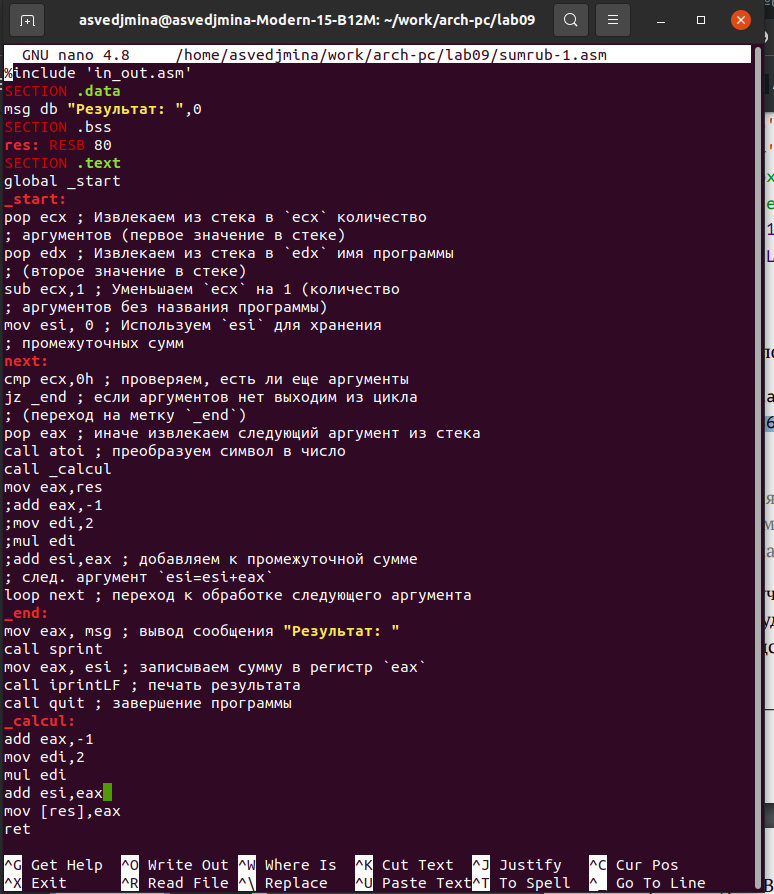 asvedjmina@asvedjmina-Modern-15-B12M: ~/work/arch-pc/lab09
GNU nano 4.8 /home/asvedjmina/work/arch-pc/lab09/sumrub-1.asm
%include 'in_out.asm'
SECTION .data
msg db "Результат: ",0
SECTION .bss
res: RESB 80
SECTION .text
global _start
_start:
pop ecx ; Извлекаем из стека в `ecx` количество
; аргументов (первое значение в стеке)
pop edx ; Извлекаем из стека в `edx` имя программы
; (второе значение в стеке)
sub ecx,1 ; Уменьшаем `ecx` на 1 (количество
; аргументов без названия программы)
mov esi, 0 ; Используем `esi` для хранения
; промежуточных сумм
next:
cmp ecx,0h ; проверяем, есть ли еще аргументы
jz _end ; если аргументов нет выходим из цикла
; (переход на метку `_end`)
pop eax ; иначе извлекаем следующий аргумент из стека
call atoi ; преобразуем символ в число
call _calcul
mov eax,res
;add eax,-1
;mov edi,2
;mul edi
;add esi,eax ; добавляем к промежуточной сумме
; след. аргумент `esi=esi+eax`
loop next ; переход к обработке следующего аргумента
_end:
mov eax, msg ; вывод сообщения "Результат: "
call sprint
mov eax, esi ; записываем сумму в регистр `eax`
call iprintLF ; печать результата
call quit ; завершение программы
_calcul:
add eax,-1
mov edi,2
mul edi
add esi,eax
mov [res],eax
ret
^G Get Help ^O Write Out ^W Where Is ^K Cut Text ^J Justify ^C Cur Pos
^X Exit ^R Read File ^\ Replace ^U Paste Text ^T To Spell ^_ Go To Line